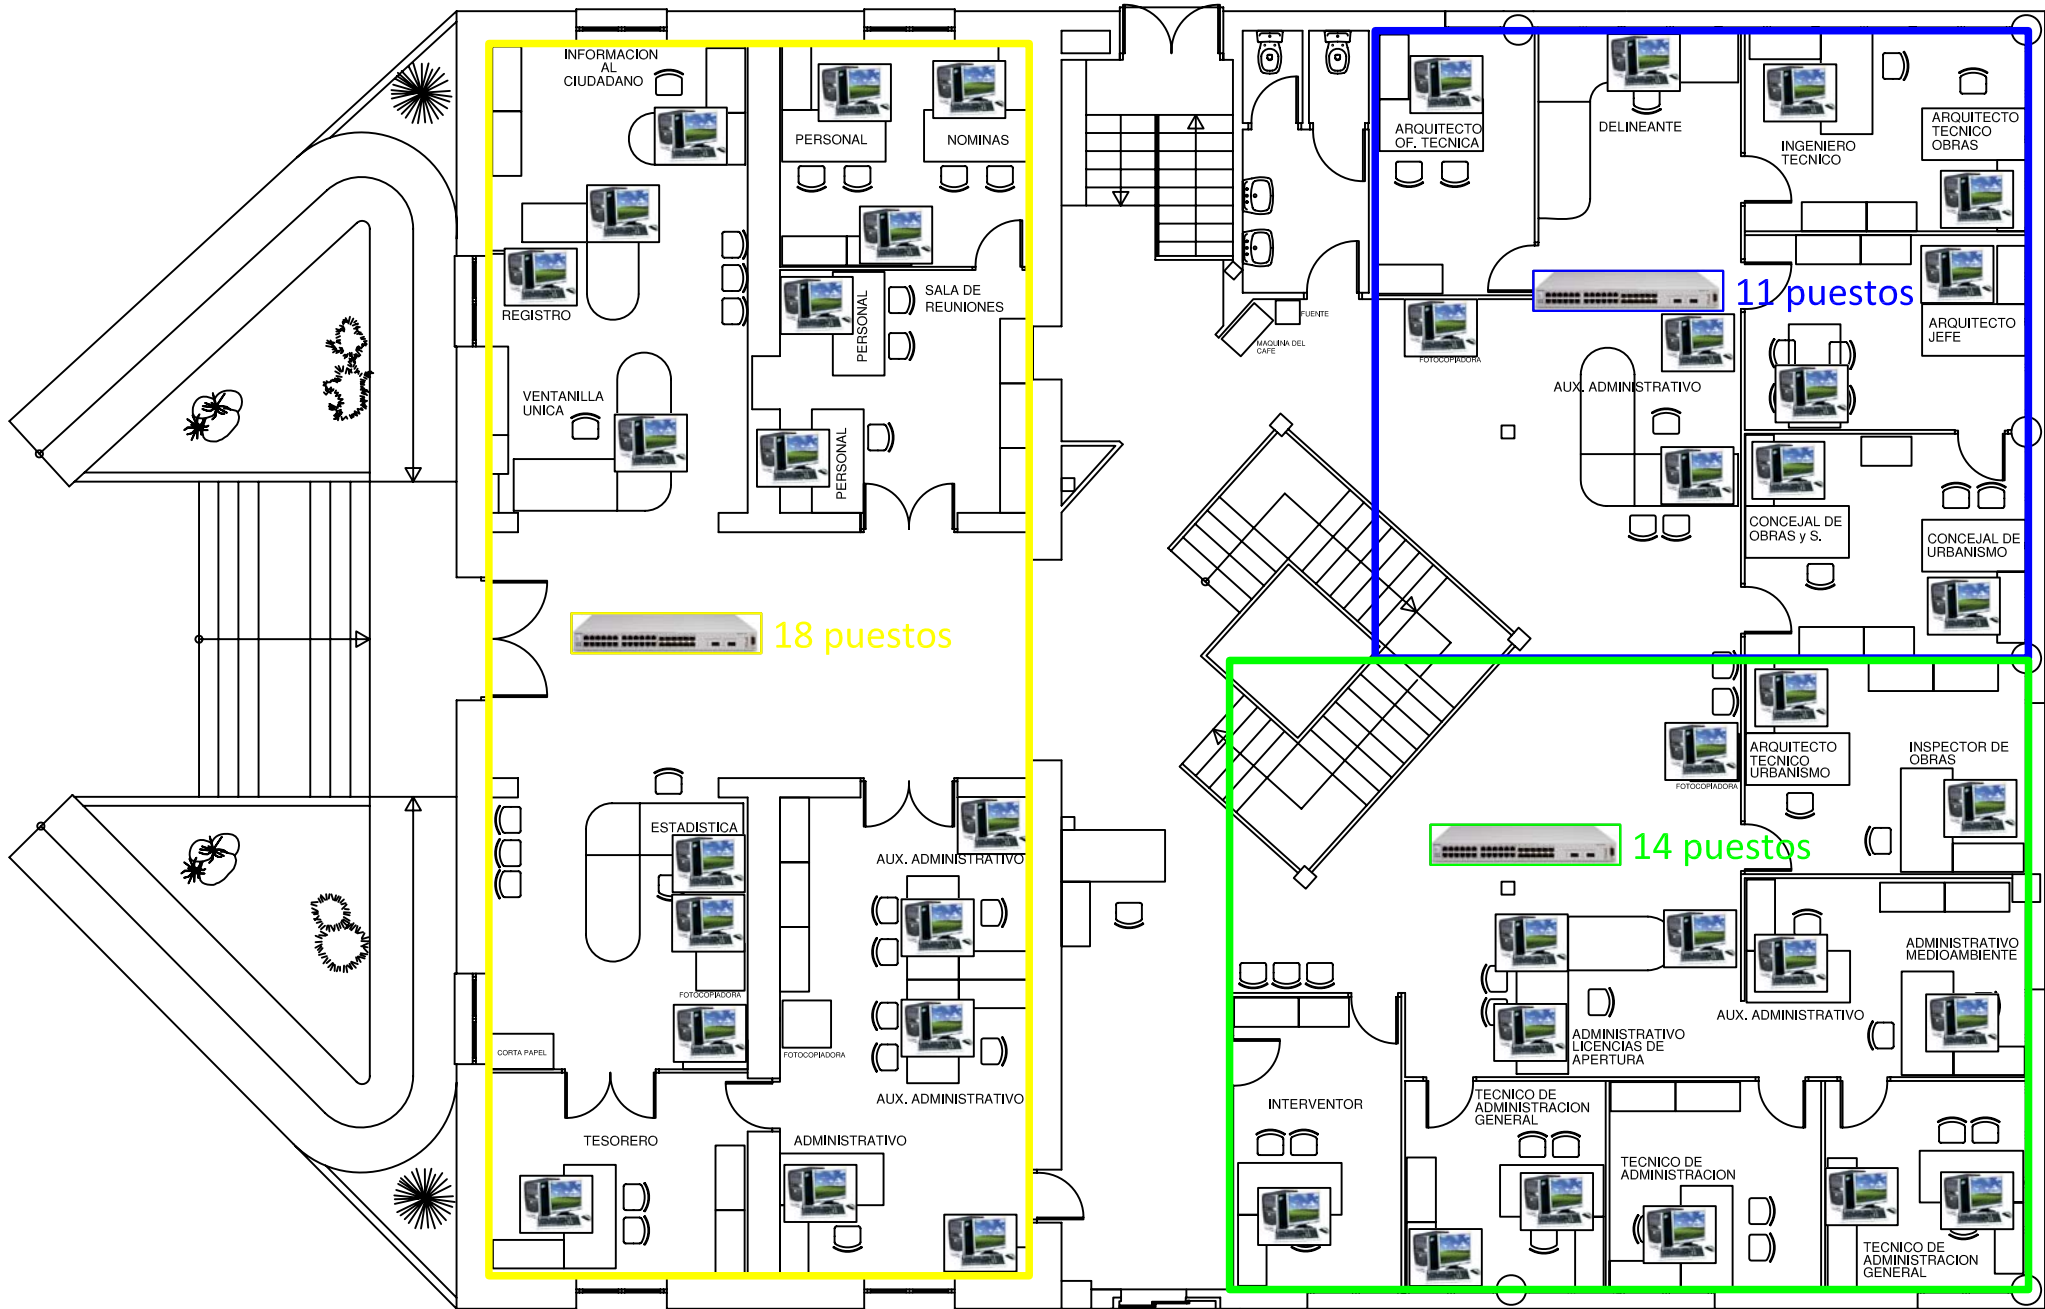 INFORMACION
AL
CIUDADANO
PERSONAL
NOMINAS
REGISTRO
PERSONAL
SALA DE
REUNIONES
VENTANILLA
UNICA
PERSONAL
18 puestos
ESTADISTICA
AUX. ADMINISTRATIVO
FOTOCOPIADORA
CORTA PAPEL
FOTOCOPIADORA
AUX. ADMINISTRATIVO
TESORERO
ADMINISTRATIVO
FUENTE
MAQUINA DEL
CAFE
ARQUITECTO
OF. TECNICA
DELINEANTE
INGENIERO
TECNICO
ARQUITECTO
TECNICO
OBRAS
11 puestos
FOTOCOPIADORA
AUX. ADMINISTRATIVO
ARQUITECTO
JEFE
CONCEJAL DE
OBRAS y S.
CONCEJAL DE
URBANISMO
FOTOCOPIADORA
ARQUITECTO
TECNICO
URBANISMO
INSPECTOR DE
OBRAS
14 puestos
ADMINISTRATIVO
LICENCIAS DE
APERTURA
AUX. ADMINISTRATIVO
ADMINISTRATIVO
MEDIOAMBIENTE
INTERVENTOR
TECNICO DE
ADMINISTRACION
GENERAL
TECNICO DE
ADMINISTRACION
TECNICO DE
ADMINISTRACION
GENERAL